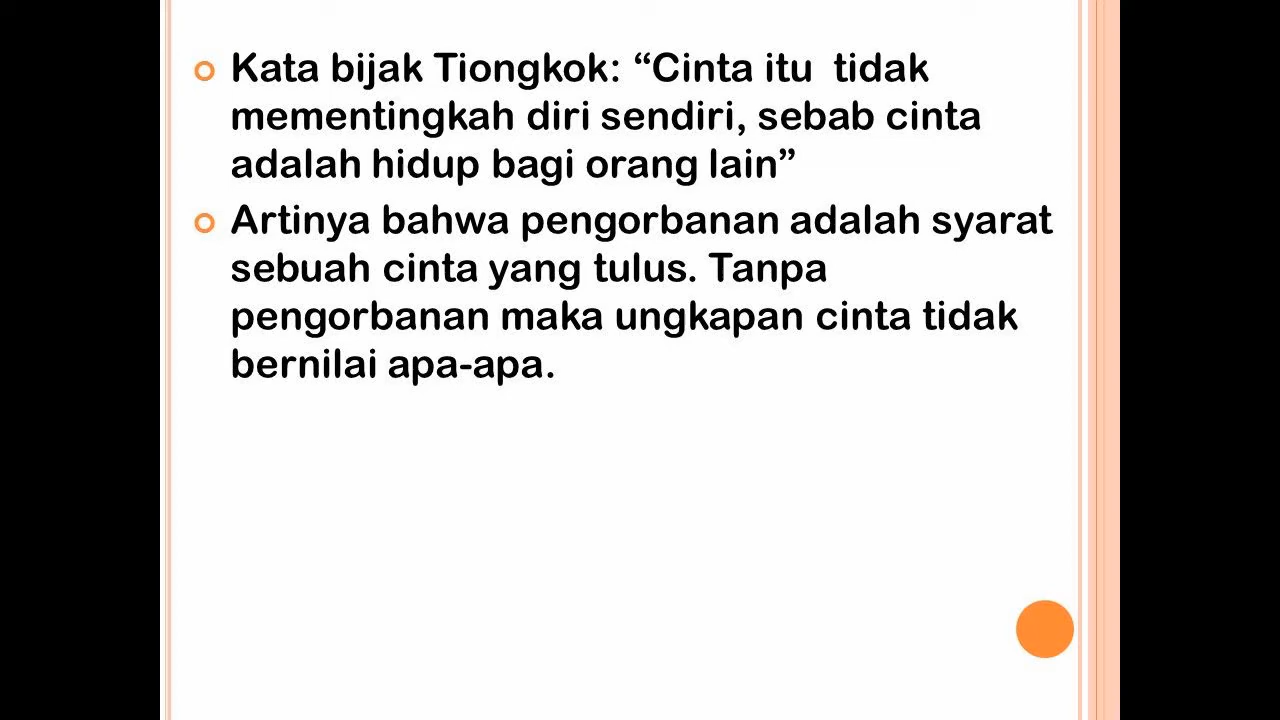 Kata bijak Tiongkok: “Cinta itu  tidak
mementingkah diri sendiri, sebab cinta
adalah hidup bagi orang lain”
Artinya bahwa pengorbanan adalah syarat
sebuah cinta yang tulus. Tanpa
pengorbanan maka ungkapan cinta tidak
bernilai apa-apa.